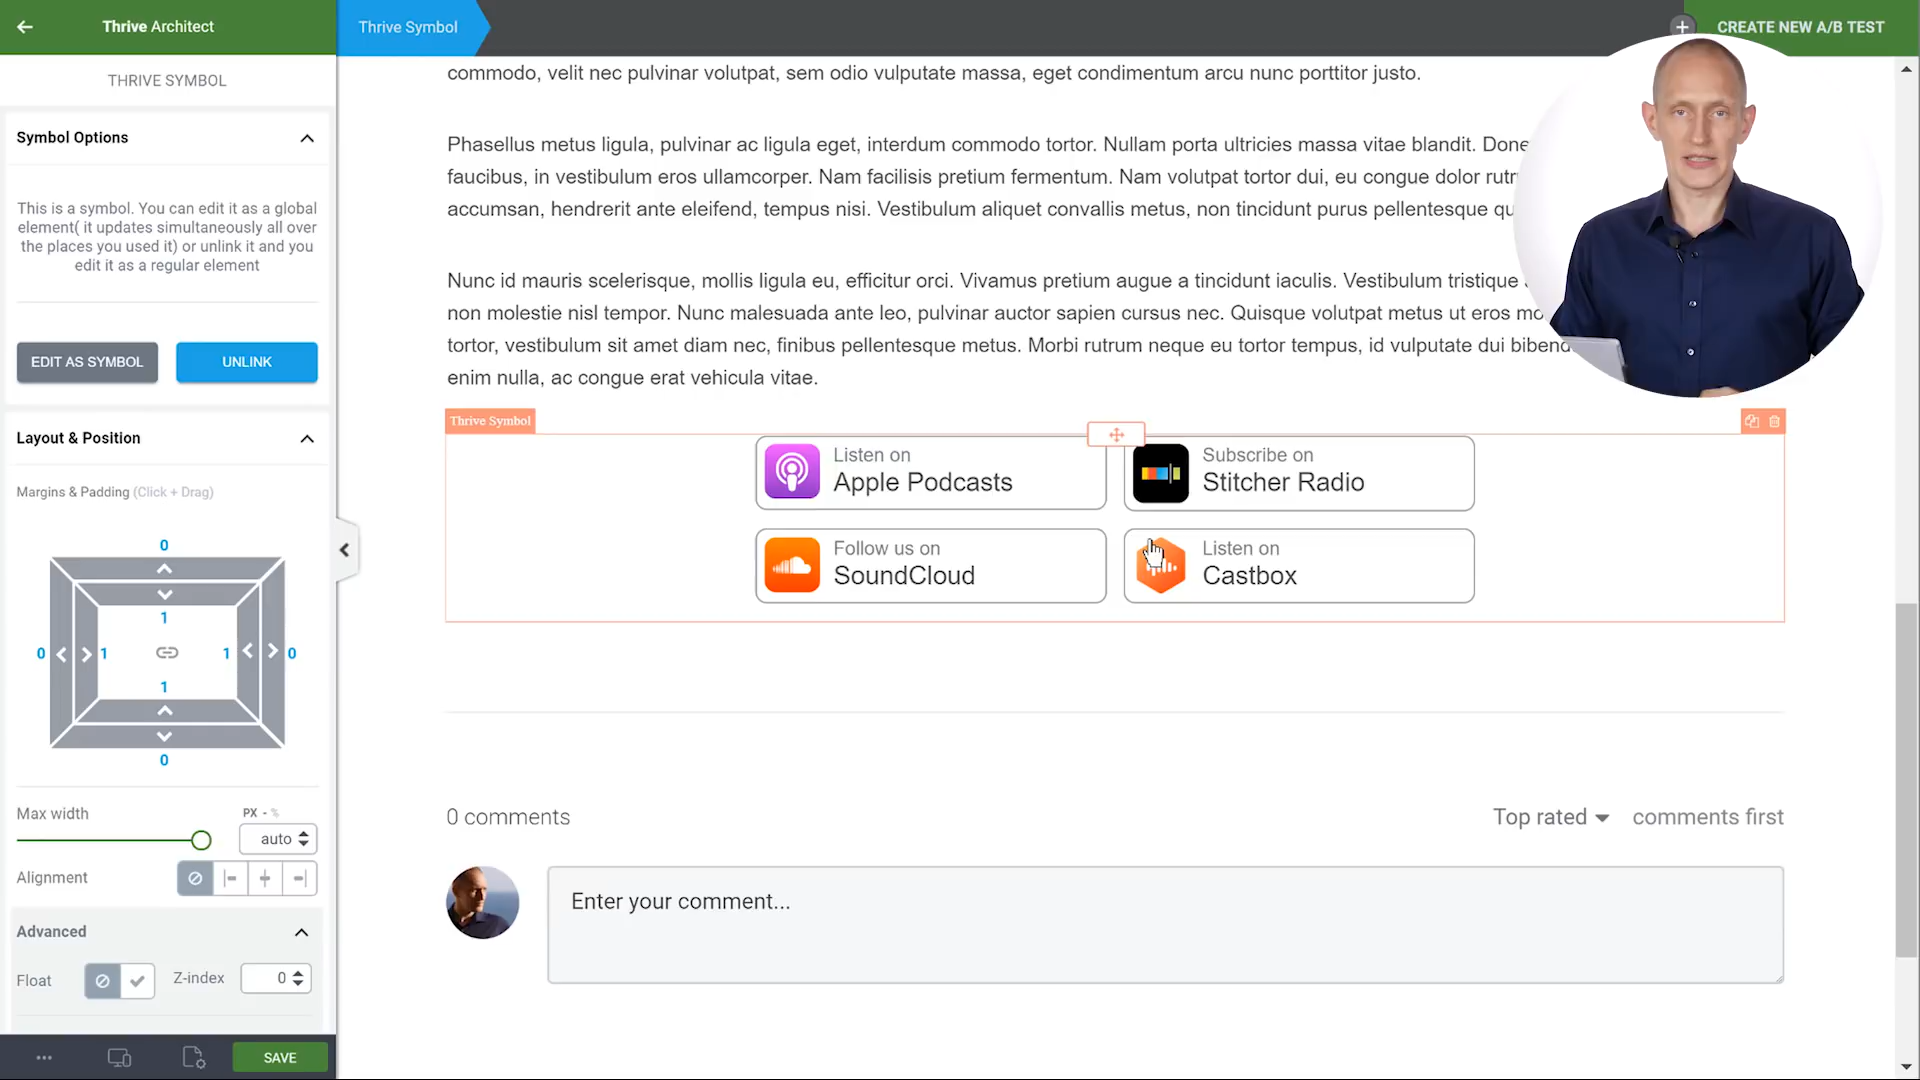 Thrive Architect
Thrive Symbol
CREATE NEW A/B TEST
THRIVE SYMBOL
Symbol Options
This is a symbol. You can edit it as a global
element( it updates simultaneously all over
the places you used it) or unlink it and you
edit it as a regular element
EDIT AS SYMBOL
UNLINK
Layout & Position
Margins & Padding (Click + Drag)
0
1
0 1 1 0
1
0
Max width
PX - %
auto
Alignment
Advanced
Float
Z-index
0
SAVE
commodo, velit nec pulvinar volutpat, sem odio vulputate massa, eget condimentum arcu nunc porttitor justo.
Phasellus metus ligula, pulvinar ac ligula eget, interdum commodo tortor. Nullam porta ultricies massa vitae blandit. Done
faucibus, in vestibulum eros ullamcorper. Nam facilisis pretium fermentum. Nam volutpat tortor dui, eu congue dolor rutr
accumsan, hendrerit ante eleifend, tempus nisi. Vestibulum aliquet convallis metus, non tincidunt purus pellentesque qu
Nunc id mauris scelerisque, mollis ligula eu, efficitur orci. Vivamus pretium augue a tincidunt iaculis. Vestibulum tristique
non molestie nisl tempor. Nunc malesuada ante leo, pulvinar auctor sapien cursus nec. Quisque volutpat metus ut eros mo
tortor, vestibulum sit amet diam nec, finibus pellentesque metus. Morbi rutrum neque eu tortor tempus, id vulputate dui bibend
enim nulla, ac congue erat vehicula vitae.
Thrive Symbol
Listen on
Apple Podcasts
Subscribe on
Stitcher Radio
Follow us on
SoundCloud
Listen on
Castbox
0 comments
Top rated
comments first
Enter your comment...